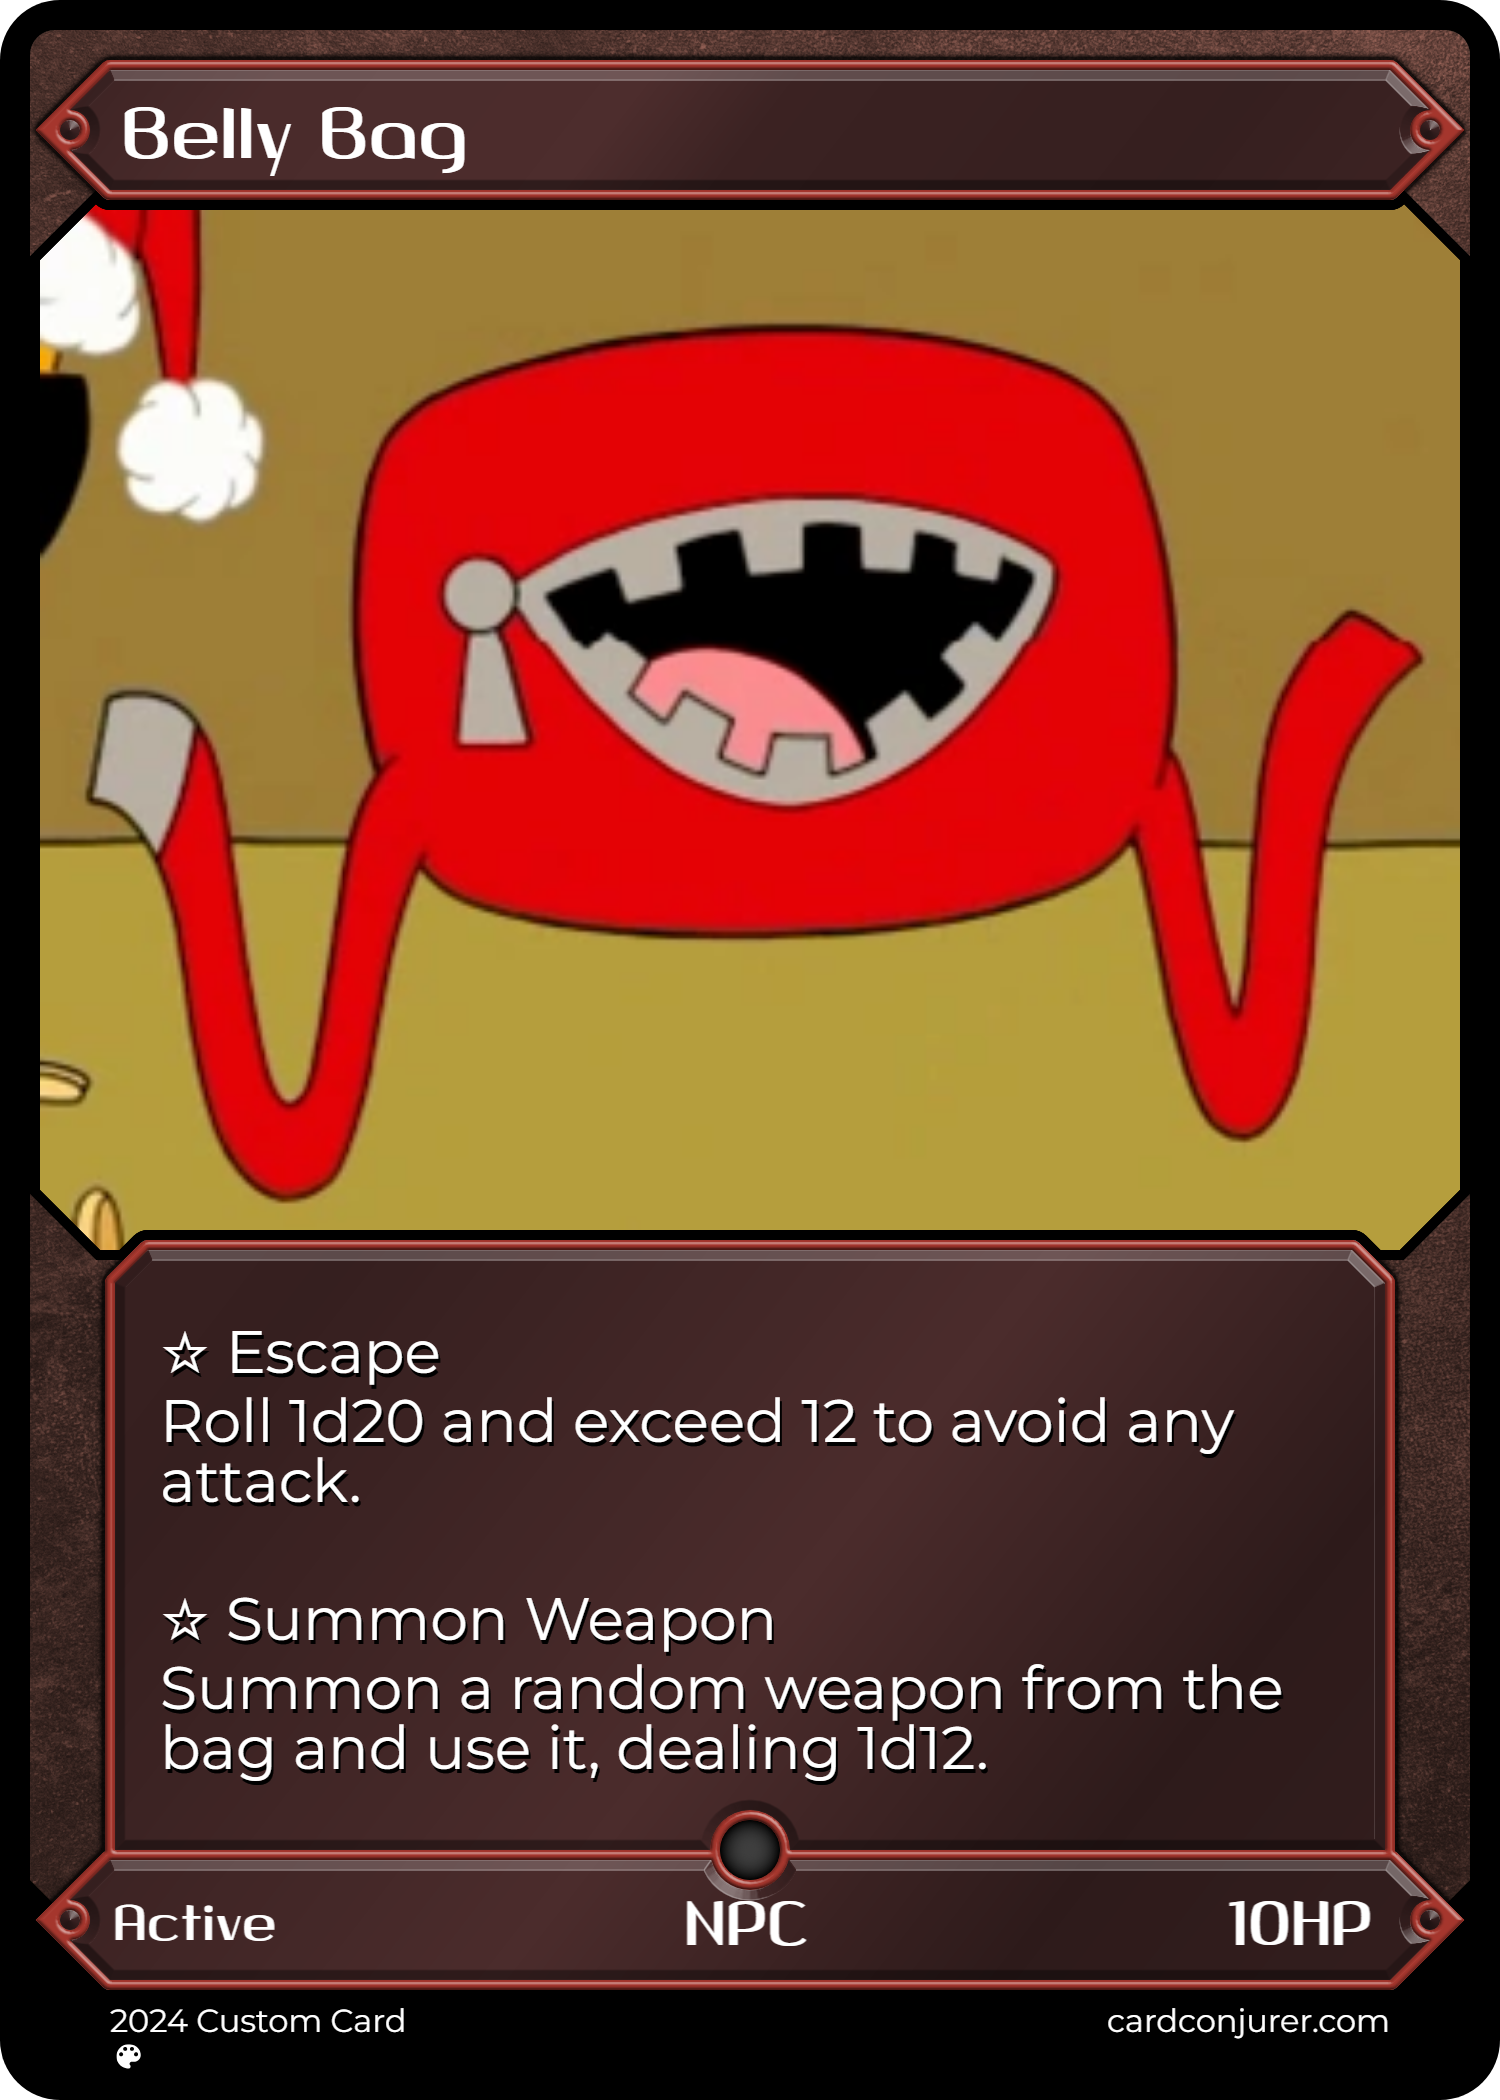 Belly Bag
☆ Escape
Roll 1d20 and exceed 12 to avoid any
attack.
☆ Summon Weapon
Summon a random weapon from the
bag and use it, dealing 1d12.
Active
NPC
10HP
2024 Custom Card
cardconjurer.com